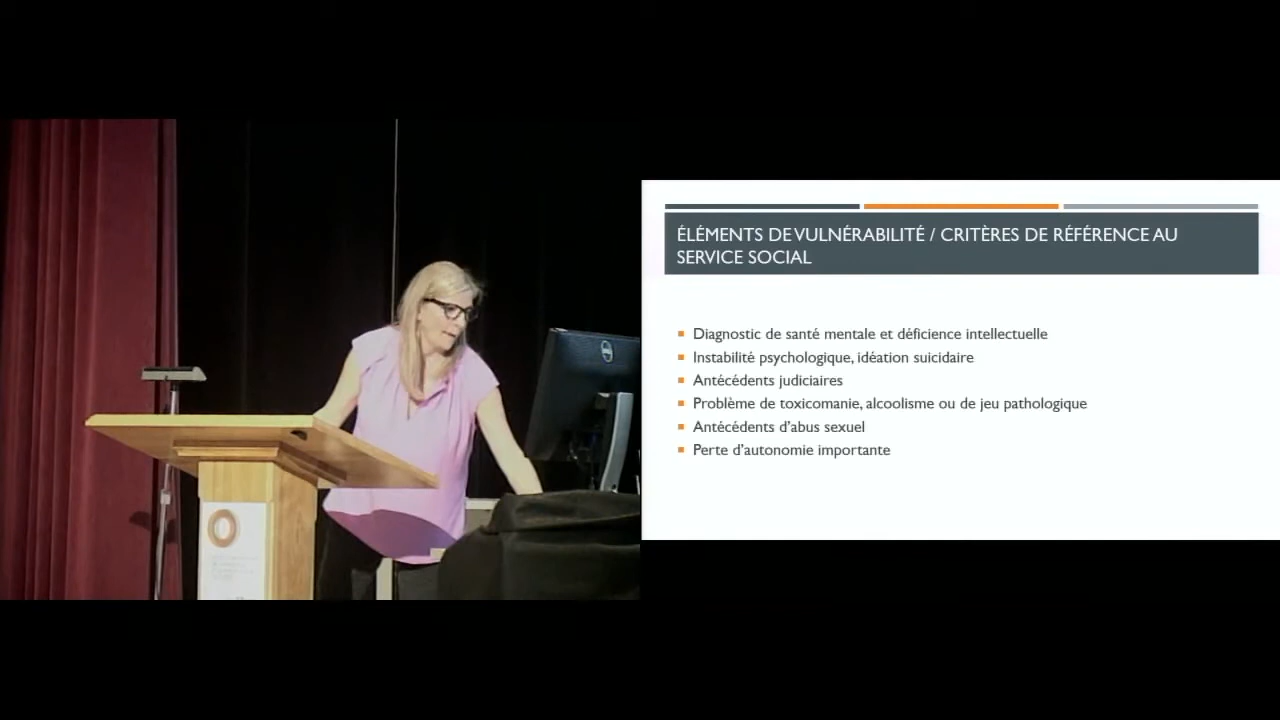 ÉLÉMENTS DE VULNÉRABILITÉ / CRITÈRES DE RÉFÉRENCE AU
SERVICE SOCIAL
Diagnostic de santé mentale et déficience intellectuelle
Instabilité psychologique, idéation suicidaire
Antécédents judiciaires
Problème de toxicomanie, alcoolisme ou de jeu pathologique
Antécédents d'abus sexuel
Perte d'autonomie importante